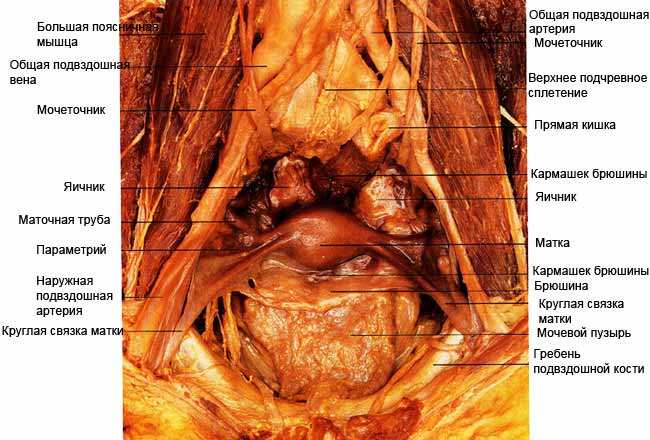 Большая поясничная
мышца
Общая подвздошная
вена
Мочеточник
Яичник
Маточная труба
Параметрий
Наружная
подвздошная
артерия
Круглая связка матки
Общая подвздошная
артерия
Мочеточник
Верхнее подчревное
сплетение
Прямая кишка
Кармашек брюшины
Яичник
Матка
Кармашек брюшины
Брюшина
Круглая связка
матки
Мочевой пузырь
Гребень
подвздошной кости